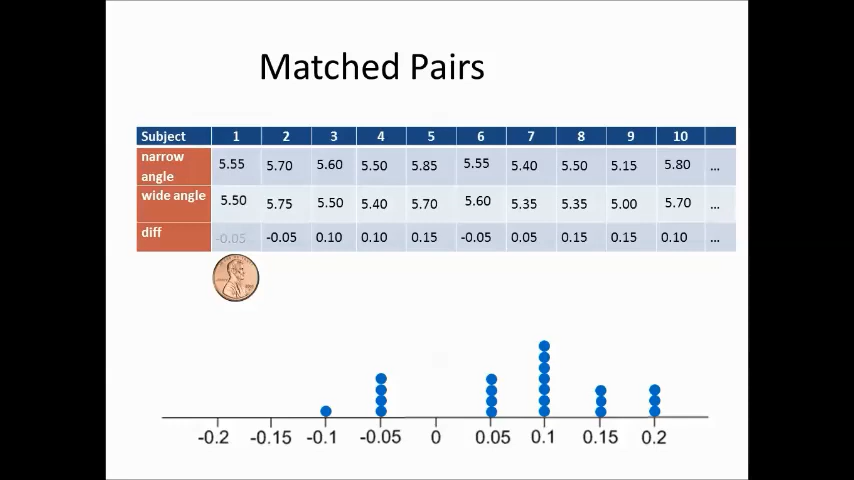 Matched Pairs
Subject 1 2 3 4 5 6 7 8 9 10
narrow angle 5.55 5.70 5.60 5.50 5.85 5.55 5.40 5.50 5.15 5.80 ...
wide angle 5.50 5.75 5.50 5.40 5.70 5.60 5.35 5.35 5.00 5.70 ...
diff -0.05 -0.05 0.10 0.10 0.15 -0.05 0.05 0.15 0.15 0.10 ...
-0.2 -0.15 -0.1 -0.05 0 0.05 0.1 0.15 0.2